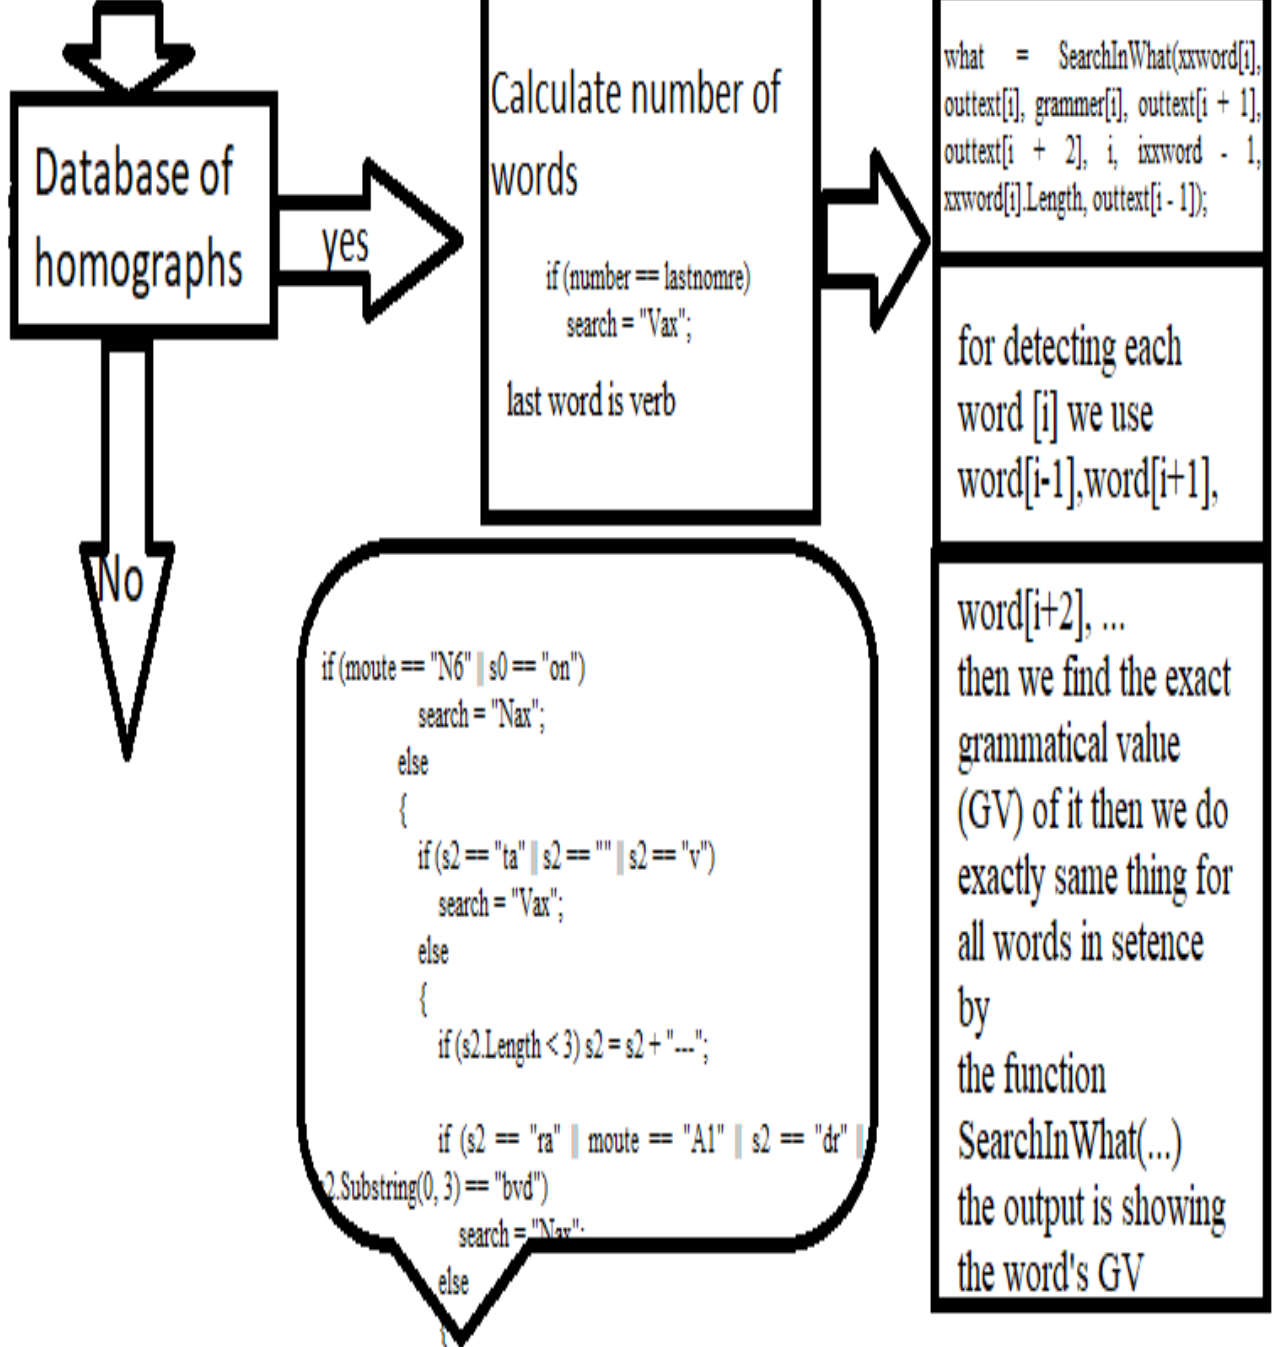 Database of
homographs
yes
No
Calculate number of
words
if (number == lastnomre)
search = "Vax";
last word is verb
what = SearchInWhat(xxword[i],
outtext[i], grammer[i], outtext[i + 1],
outtext[i + 2], i, ixxword - 1,
xxword[i].Length, outtext[i - 1]);
for detecting each
word [i] we use
word[i-1],word[i+1],
word[i+2], ...
then we find the exact
grammatical value
(GV) of it then we do
exactly same thing for
all words in setence
by
the function
SearchInWhat(...)
the output is showing
the word's GV
if (moute == "N6" || s0 == "on")
search = "Nax";
else
{
if (s2 == "ta" || s2 == "" || s2 == "v")
search = "Vax";
else
{
if (s2.Length < 3) s2 = s2 + "---";
if (s2 == "ra" || moute == "A1" || s2 == "dr" ||
s2.Substring(0, 3) == "bvd")
search = "Nax";
else
{